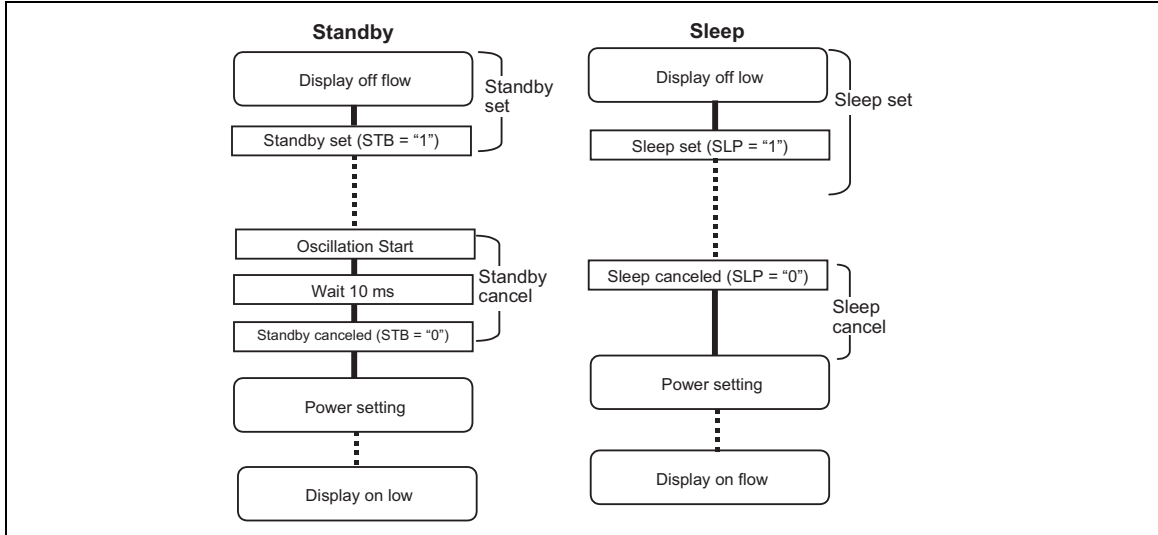 Standby
Display off flow
Standby
set
Standby set (STB = “1”)
Oscillation Start
Wait 10 ms
Standby
cancel
Standby canceled (STB = “0”)
Power setting
Display on low
Sleep
Display off low
Sleep set
Sleep set (SLP = “1”)
Sleep canceled (SLP = “0”)
Sleep
cancel
Power setting
Display on flow